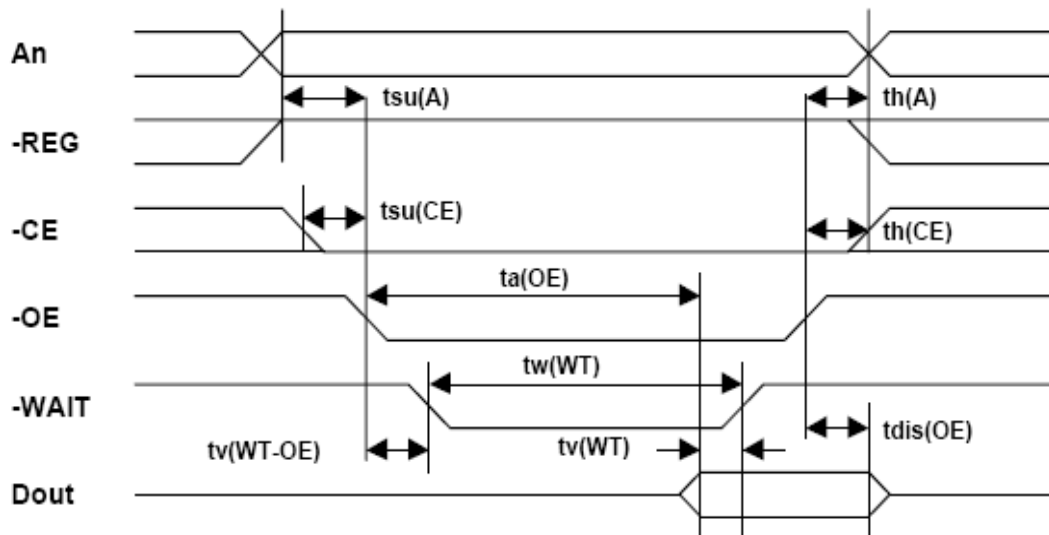 An
tsu(A)
th(A)
-REG
tsu(CE)
-CE
th(CE)
ta(OE)
-OE
tw(WT)
-WAIT
tv(WT-OE)
tv(WT)
tdis(OE)
Dout